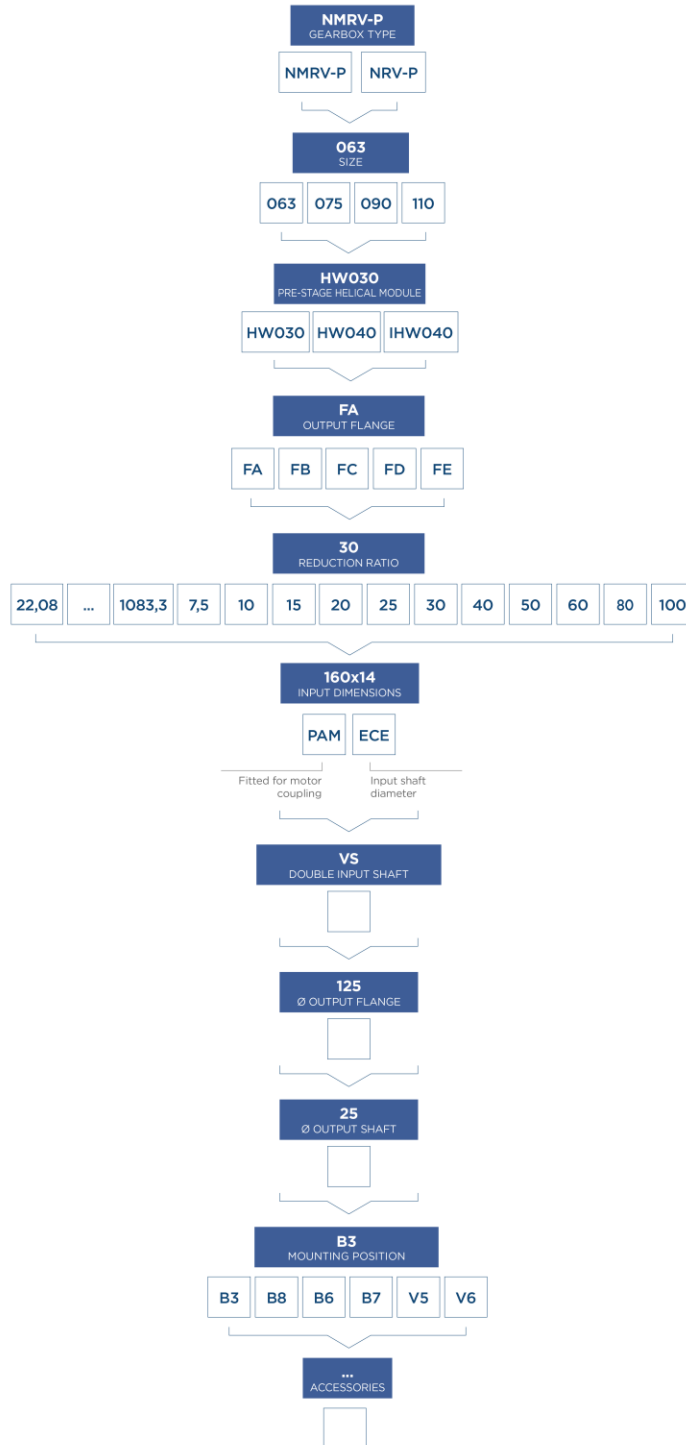 NMRV-P
GEARBOX TYPE
NMRV-P NRV-P
063
SIZE
063 075 090 110
HW030
PRE-STAGE HELICAL MODULE
HW030 HW040 IHW040
FA
OUTPUT FLANGE
FA FB FC FD FE
30
REDUCTION RATIO
22,08 ... 1083,3 7,5 10 15 20 25 30 40 50 60 80 100
160x14
INPUT DIMENSIONS
PAM ECE
Fitted for motor
coupling
Input shaft
diameter
VS
DOUBLE INPUT SHAFT
125
Ø OUTPUT FLANGE
25
Ø OUTPUT SHAFT
B3
MOUNTING POSITION
B3 B8 B6 B7 V5 V6
...
ACCESSORIES